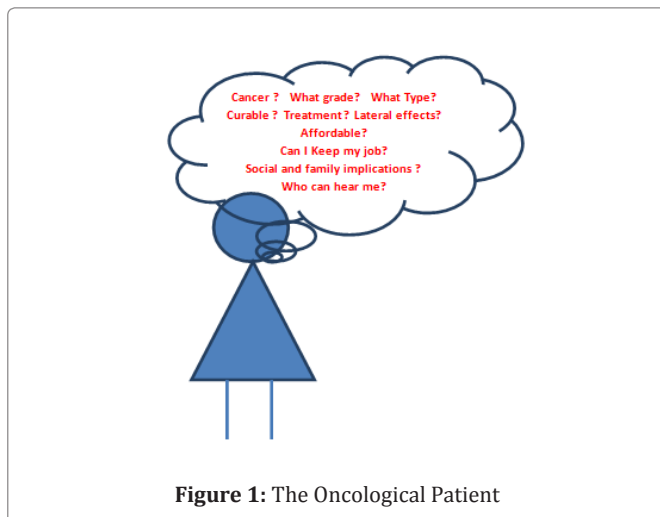 Cancer ? What grade? What Type?
Curable ? Treatment? Lateral effects?
Affordable?
Can I Keep my job?
Social and family implications ?
Who can hear me?
Figure 1: The Oncological Patient